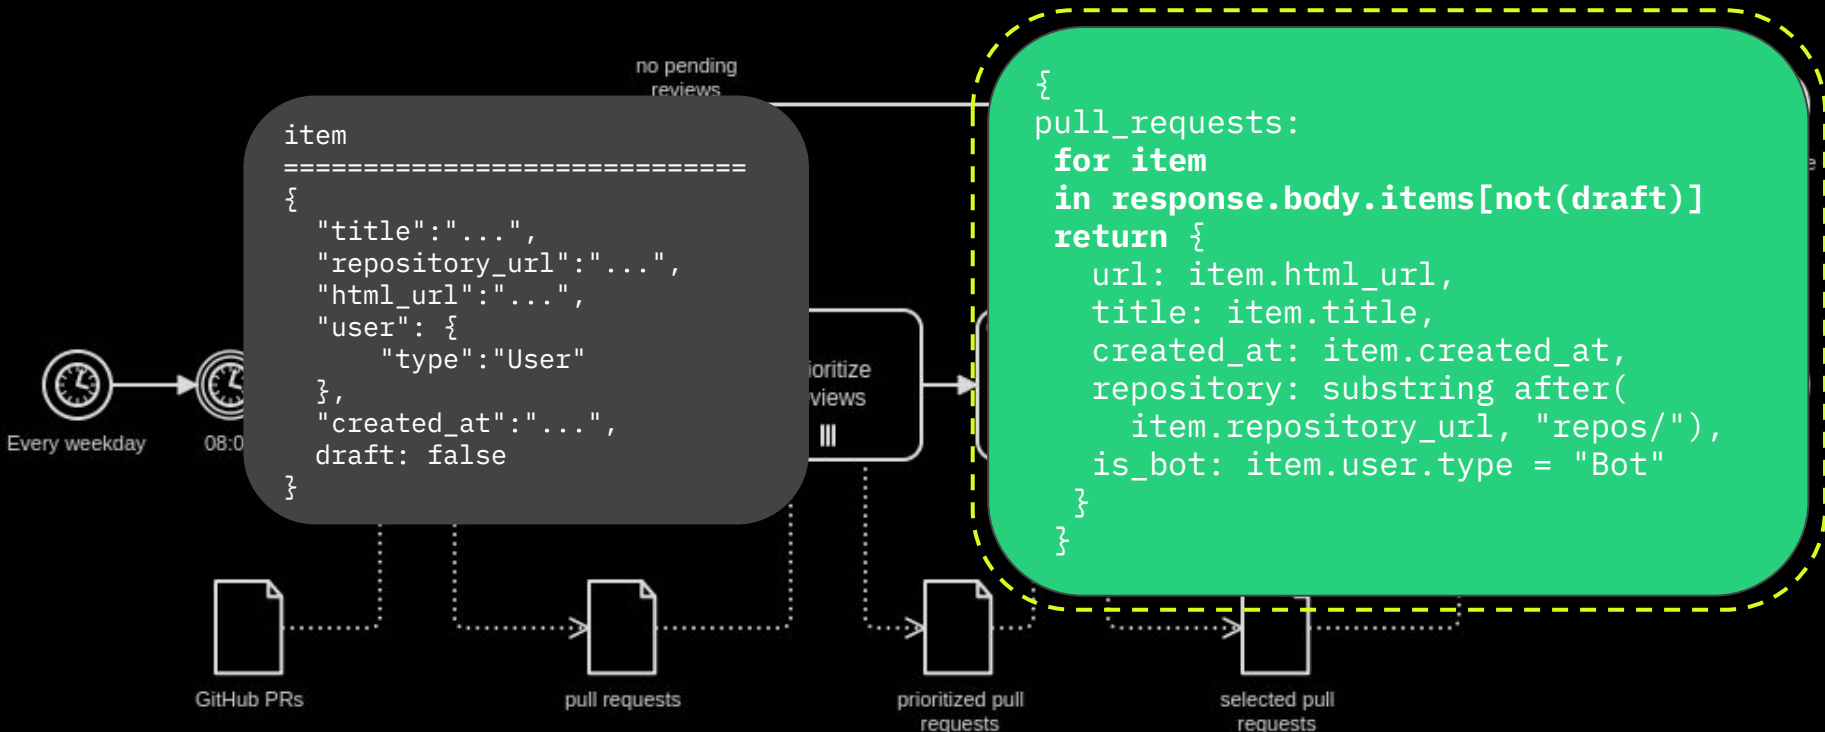 no pending
reviews
item
=============================
{
"title":"...",
"repository_url":"...",
"html_url":"...",
"user": {
"type":"User"
},
"created_at":"...",
draft: false
}
{
pull_requests:
for item
in response.body.items[not(draft)]
return {
url: item.html_url,
title: item.title,
created_at: item.created_at,
repository: substring after(
item.repository_url, "repos/"),
is_bot: item.user.type = "Bot"
}
}
Every weekday
08:0
ioritize
views
GitHub PRs
pull requests
prioritized pull
requests
selected pull
requests